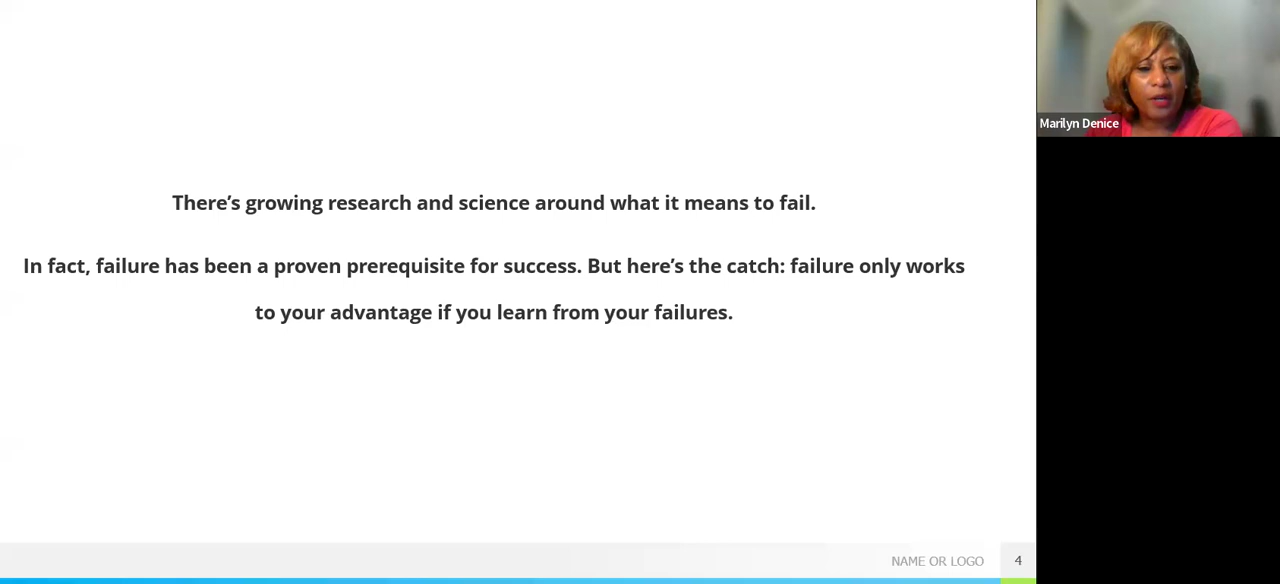 There’s growing research and science around what it means to fail.
In fact, failure has been a proven prerequisite for success. But here’s the catch: failure only works
to your advantage if you learn from your failures.
Marilyn Denice
NAME OR LOGO
4